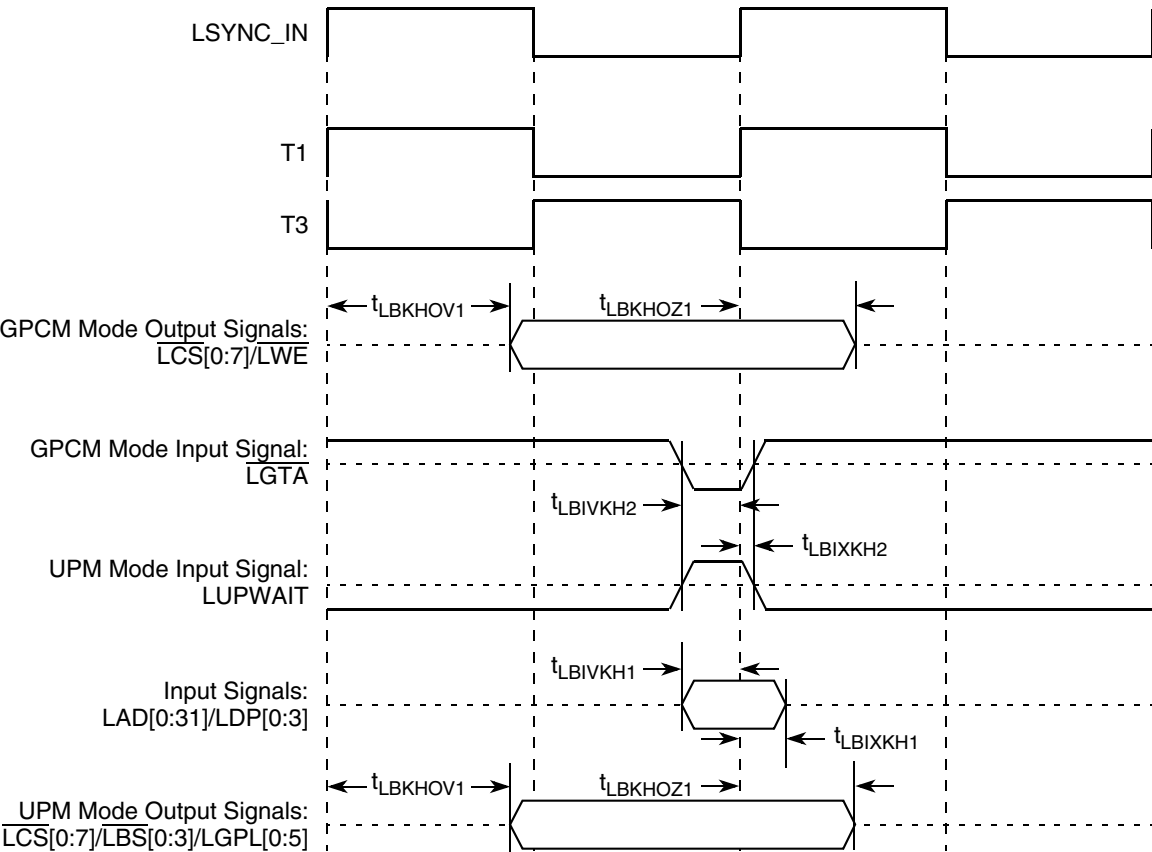 LSYNC_IN
T1
T3
tLBKHOV1
tLBKHOZ1
GPCM Mode Output Signals:
LCS[0:7]/LWE
GPCM Mode Input Signal:
LGTA
tLBIVKH2
tLBIXKH2
UPM Mode Input Signal:
LUPWAIT
tLBIVKH1
Input Signals:
LAD[0:31]/LDP[0:3]
tLBIXKH1
tLBKHOV1
tLBKHOZ1
UPM Mode Output Signals:
LCS[0:7]/LBS[0:3]/LGPL[0:5]